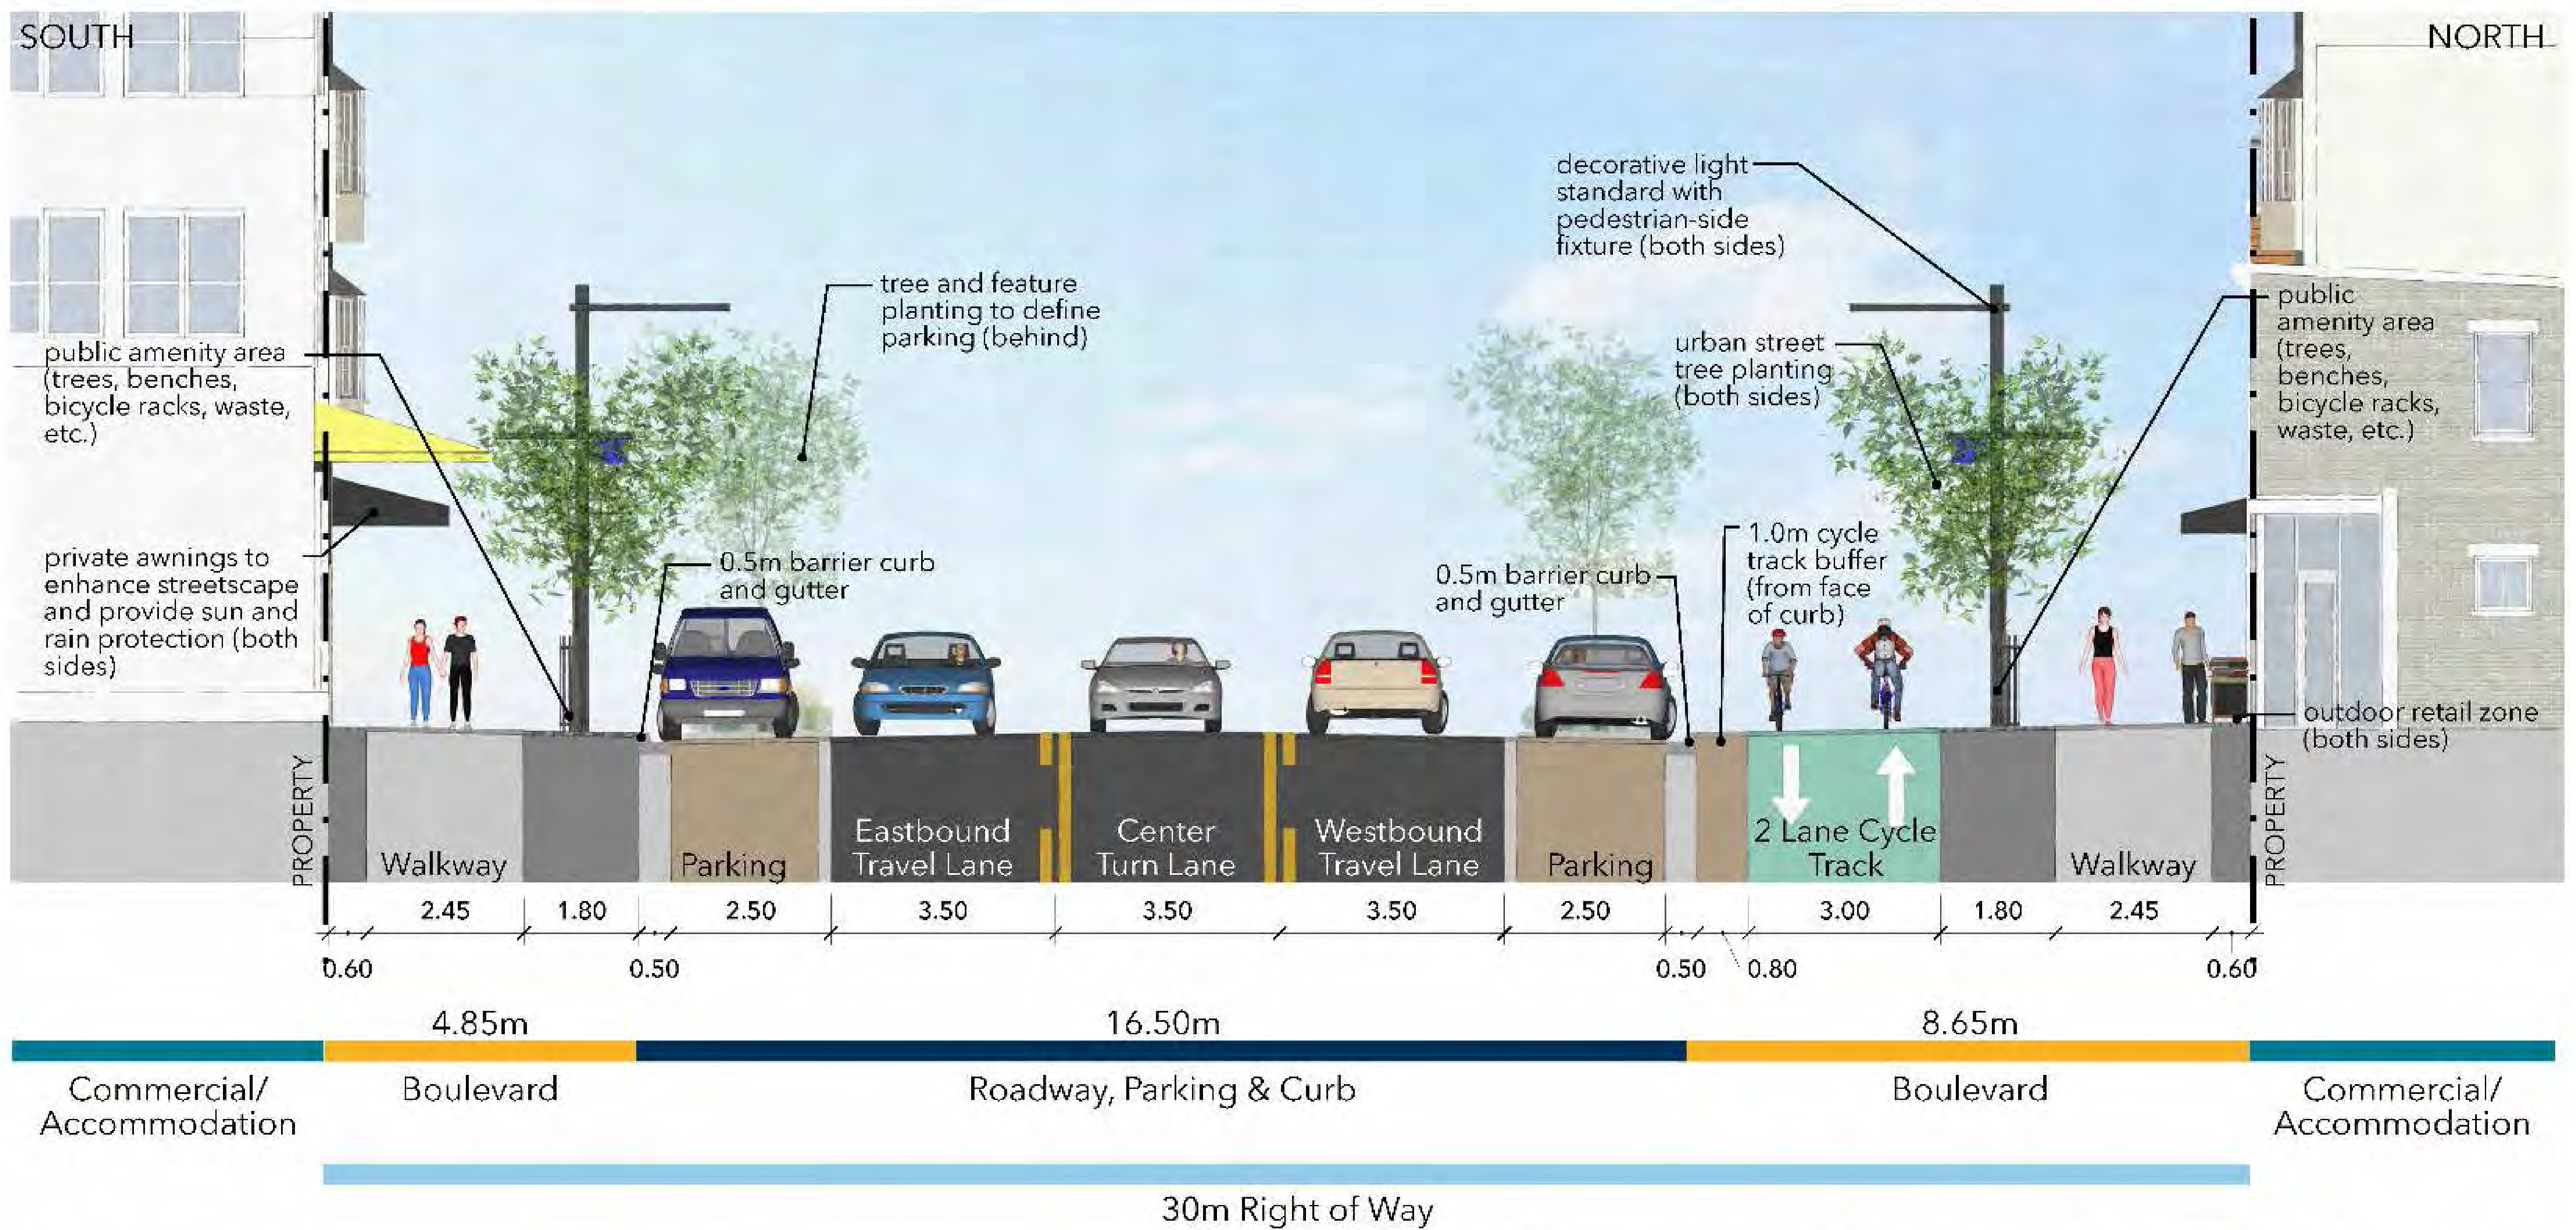 SOUTH
NORTH
decorative light
standard with
pedestrian-side
fixture (both sides)
tree and feature
planting to define
parking (behind)
public
amenity area
(trees,
benches,
bicycle racks,
waste, etc.)
public amenity area
(trees, benches,
bicycle racks, waste,
etc.)
urban street
tree planting
(both sides)
private awnings to
enhance streetscape
and provide sun and
rain protection (both
sides)
0.5m barrier curb
and gutter
0.5m barrier curb
and gutter
1.0m cycle
track buffer
(from face
of curb)
outdoor retail zone
(both sides)
PROPERTY
Walkway
Parking
Eastbound
Travel Lane
Center
Turn Lane
Westbound
Travel Lane
Parking
2 Lane Cycle
Track
Walkway
PROPERTY
2.45
1.80
2.50
3.50
3.50
3.50
2.50
3.00
1.80
2.45
0.60
0.50
0.50
0.80
0.60
4.85m
16.50m
8.65m
Commercial/
Accommodation
Boulevard
Roadway, Parking & Curb
Boulevard
Commercial/
Accommodation
30m Right of Way